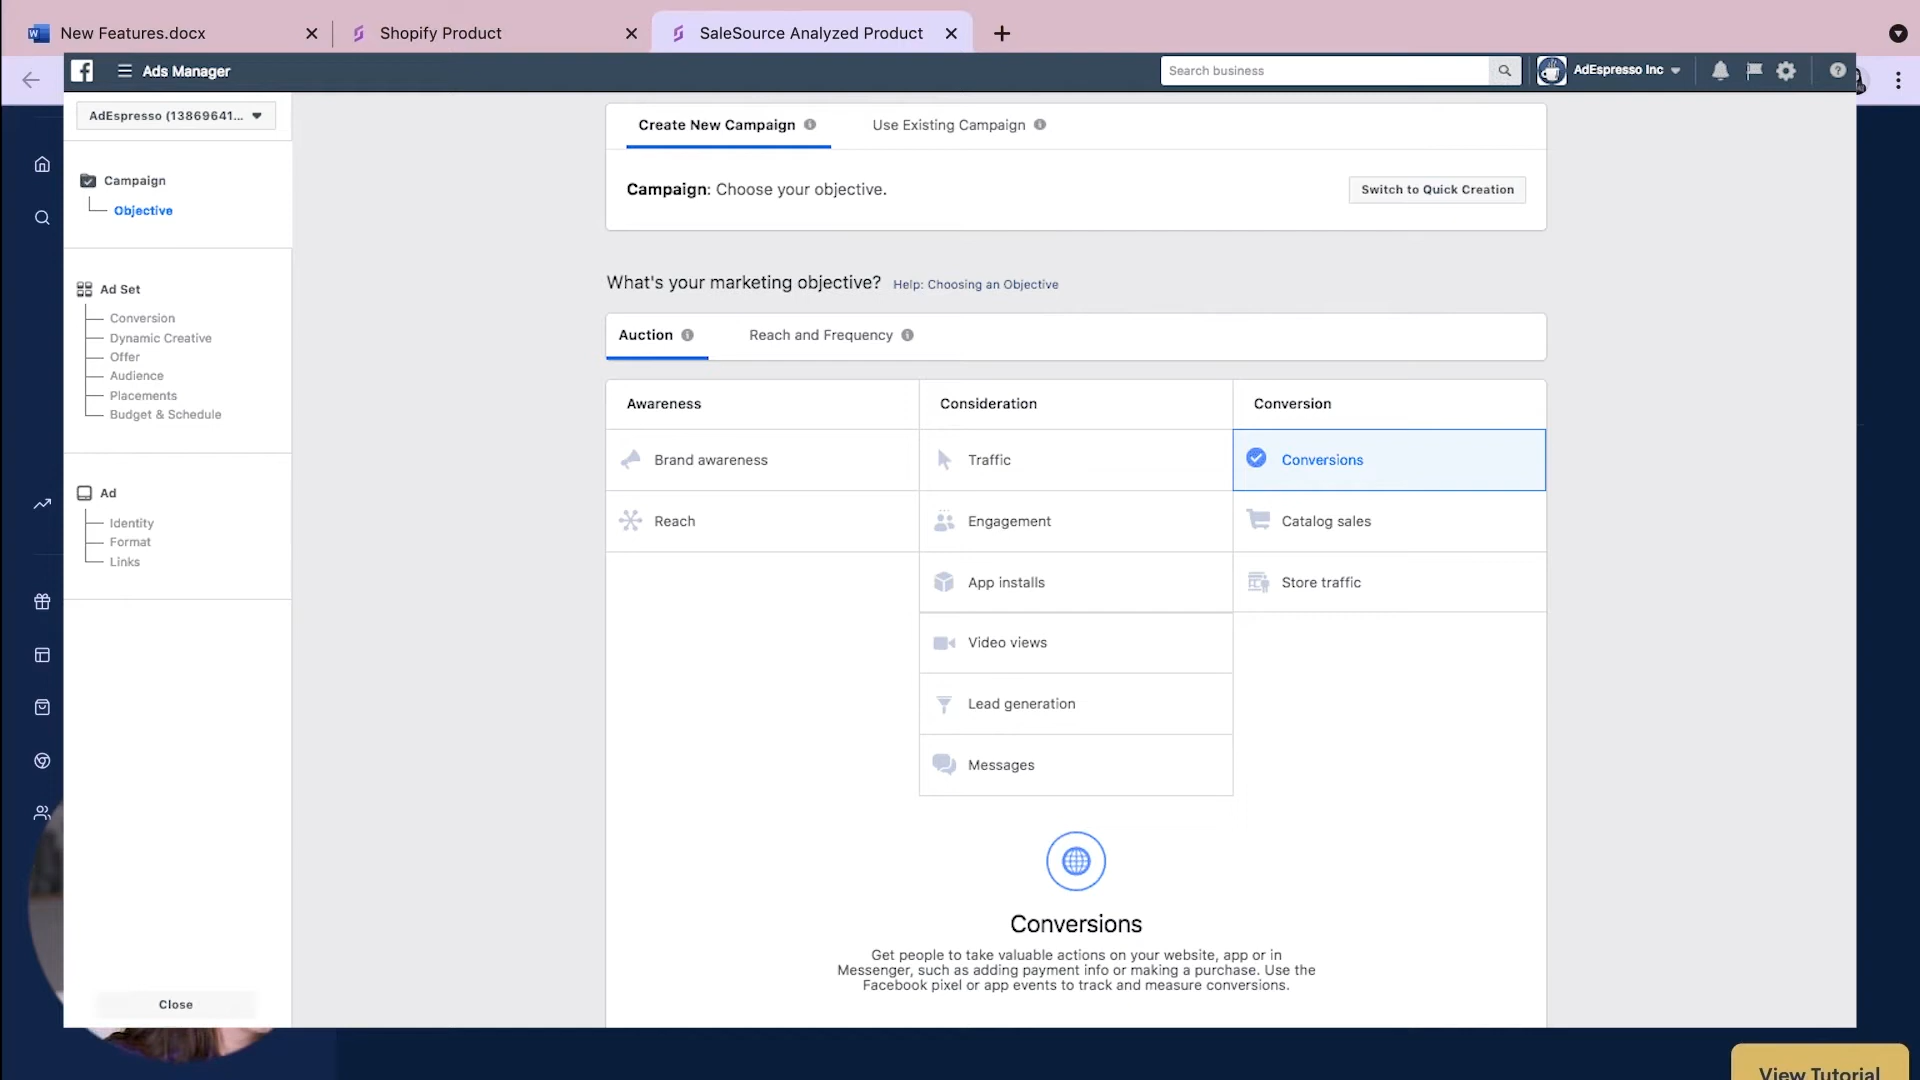 New Features.docx
Shopify Product
SaleSource Analyzed Product
Ads Manager
Search business
AdEspresso Inc
AdEspresso (13869641...
Campaign
Objective
Ad Set
Conversion
Dynamic Creative
Offer
Audience
Placements
Budget & Schedule
Ad
Identity
Format
Links
Close
Create New Campaign
Use Existing Campaign
Campaign: Choose your objective.
Switch to Quick Creation
What's your marketing objective? Help: Choosing an Objective
Auction
Reach and Frequency
Awareness
Consideration
Conversion
Brand awareness
Traffic
Conversions
Reach
Engagement
Catalog sales
App installs
Store traffic
Video views
Lead generation
Messages
Conversions
Get people to take valuable actions on your website, app or in
Messenger, such as adding payment info or making a purchase. Use the
Facebook pixel or app events to track and measure conversions.
View Tutorial